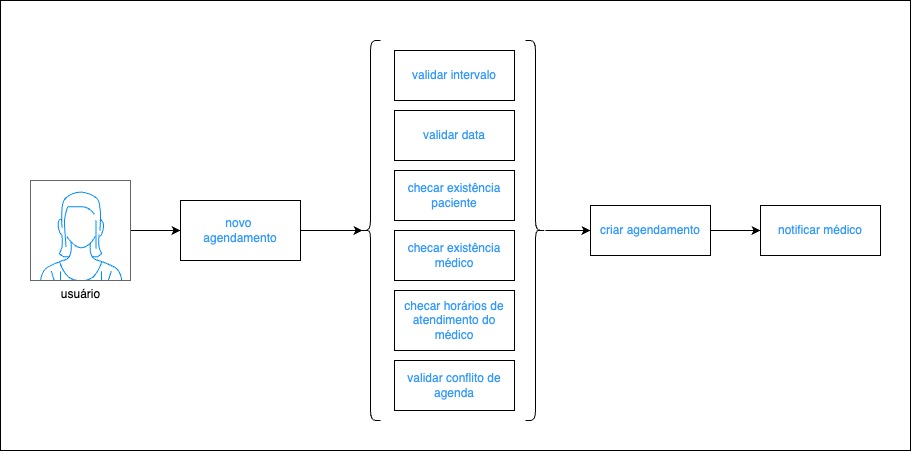 usuário
novo
agendamento
validar intervalo
validar data
checar existência
paciente
checar existência
médico
checar horários de
atendimento do
médico
validar conflito de
agenda
criar agendamento
notificar médico